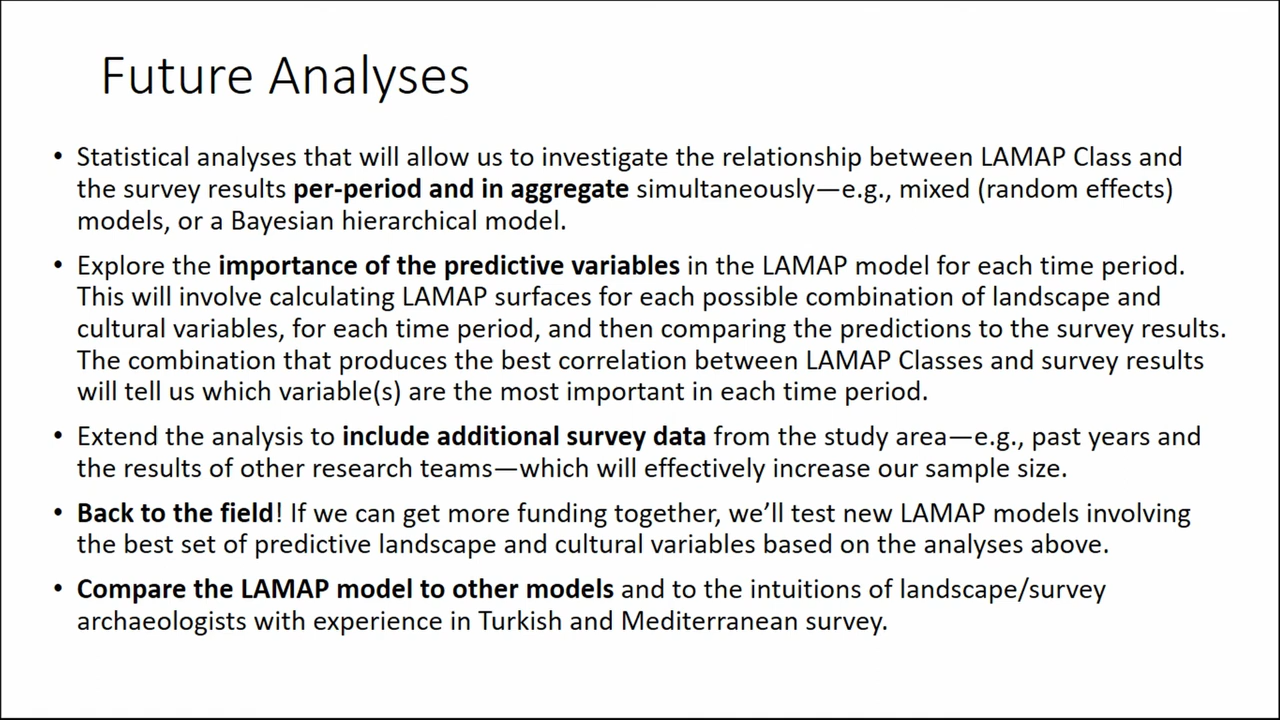 Future Analyses
• Statistical analyses that will allow us to investigate the relationship between LAMAP Class and
the survey results per-period and in aggregate simultaneously—e.g., mixed (random effects)
models, or a Bayesian hierarchical model.
• Explore the importance of the predictive variables in the LAMAP model for each time period.
This will involve calculating LAMAP surfaces for each possible combination of landscape and
cultural variables, for each time period, and then comparing the predictions to the survey results.
The combination that produces the best correlation between LAMAP Classes and survey results
will tell us which variable(s) are the most important in each time period.
• Extend the analysis to include additional survey data from the study area—e.g., past years and
the results of other research teams—which will effectively increase our sample size.
• Back to the field! If we can get more funding together, we’ll test new LAMAP models involving
the best set of predictive landscape and cultural variables based on the analyses above.
• Compare the LAMAP model to other models and to the intuitions of landscape/survey
archaeologists with experience in Turkish and Mediterranean survey.